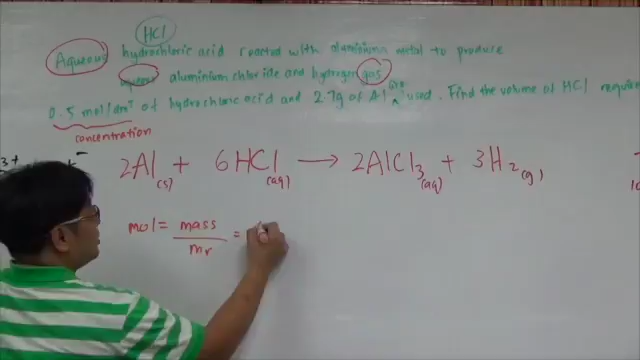 HCl
Aqueous hydrochloric acid reacted with aluminium metal to produce
aqueous aluminium chloride and hydrogen gas
0.5 mol/dm³ of hydrochloric acid and 2.7g of Al are used. Find the volume of HCl require
concentration
2Al(s) + 6HCl(aq) → 2AlCl3(aq) + 3H2(g)
mol = mass / mr =